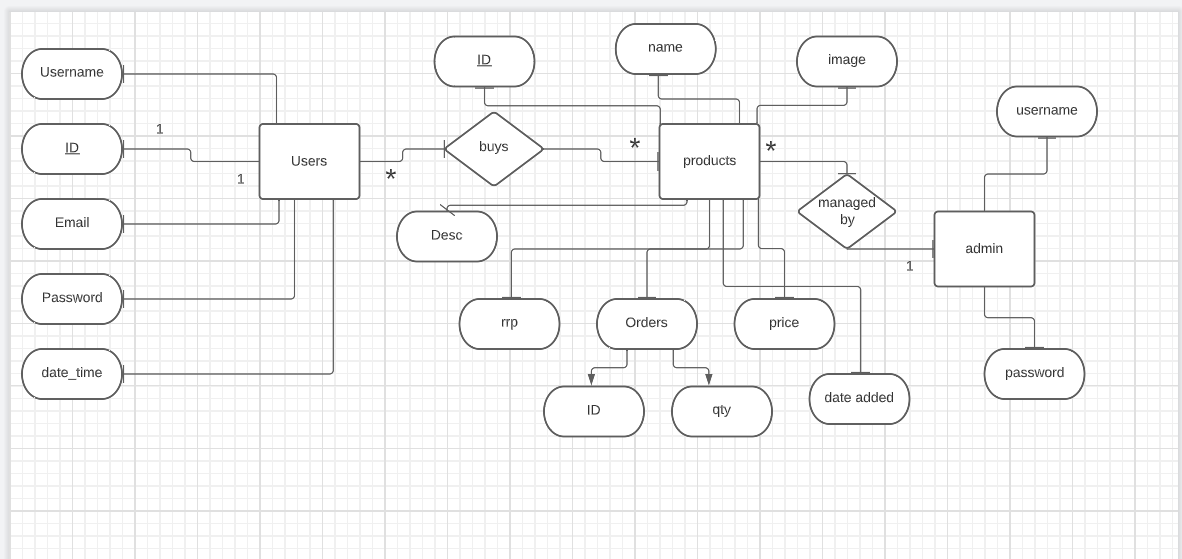 ID
name
image
Username
username
1
ID
Users
1
buys
*
*
products
*
managed
by
Email
Desc
admin
1
Password
rrp
Orders
price
date_time
ID
qty
date added
password